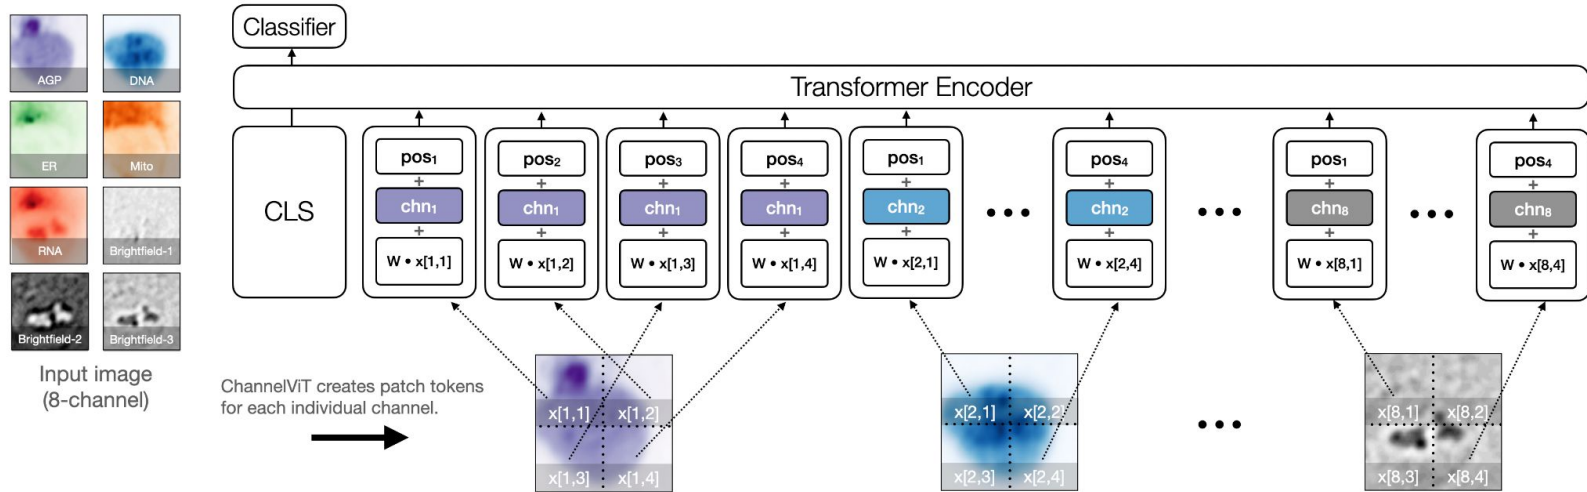 AGP
DNA
ER
Mito
RNA
Brightfield-1
Brightfield-2
Brightfield-3
Input image
(8-channel)
Classifier
Transformer Encoder
CLS
pos₁
+
chn₁
+
W • x[1,1]
pos₂
+
chn₁
+
W • x[1,2]
pos₃
+
chn₁
+
W • x[1,3]
pos₄
+
chn₁
+
W • x[1,4]
pos₁
+
chn₂
+
W • x[2,1]
•••
pos₄
+
chn₂
+
W • x[2,4]
•••
pos₁
+
chn₈
+
W • x[8,1]
•••
pos₄
+
chn₈
+
W • x[8,4]
ChannelViT creates patch tokens
for each individual channel.
x[1,1] x[1,2]
x[1,3] x[1,4]
x[2,1] x[2,2]
x[2,3] x[2,4]
•••
x[8,1] x[8,2]
x[8,3] x[8,4]